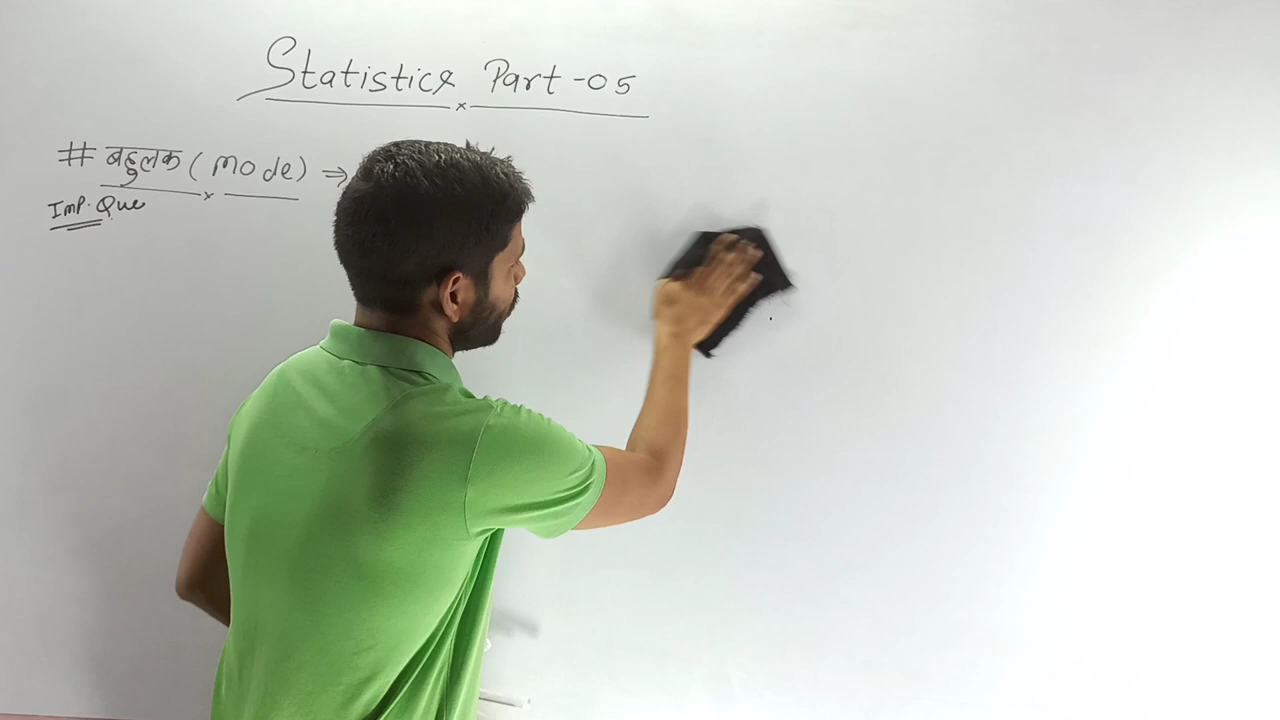 Statistics Part-05
# बहुलक (Mode) ⇒
Imp. Que